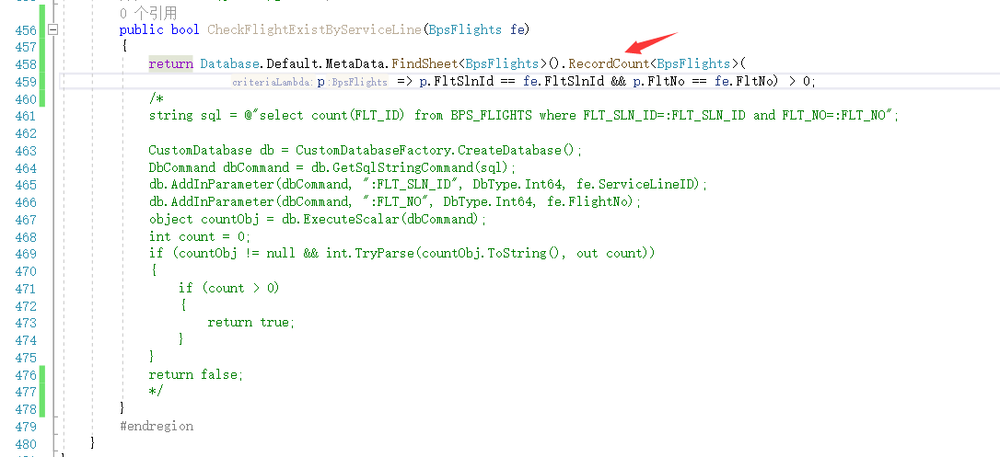 0 个引用
456 public bool CheckFlightExistByServiceLine(BpsFlights fe)
457 {
458 return Database.Default.MetaData.FindSheet<BpsFlights>().RecordCount<BpsFlights>(
459 criteriaLambda: p :BpsFlights => p.FltSlnId == fe.FltSlnId && p.FltNo == fe.FltNo) > 0;
460 /*
461 string sql = @"select count(FLT_ID) from BPS_FLIGHTS where FLT_SLN_ID=:FLT_SLN_ID and FLT_NO=:FLT_NO";
462
463 CustomDatabase db = CustomDatabaseFactory.CreateDatabase();
464 DbCommand dbCommand = db.GetSqlStringCommand(sql);
465 db.AddInParameter(dbCommand, ":FLT_SLN_ID", DbType.Int64, fe.ServiceLineID);
466 db.AddInParameter(dbCommand, ":FLT_NO", DbType.Int64, fe.FlightNo);
467 object countObj = db.ExecuteScalar(dbCommand);
468 int count = 0;
469 if (countObj != null && int.TryParse(countObj.ToString(), out count))
470 {
471 if (count > 0)
472 {
473 return true;
474 }
475 }
476 return false;
477 */
478 }
479 #endregion
480 }